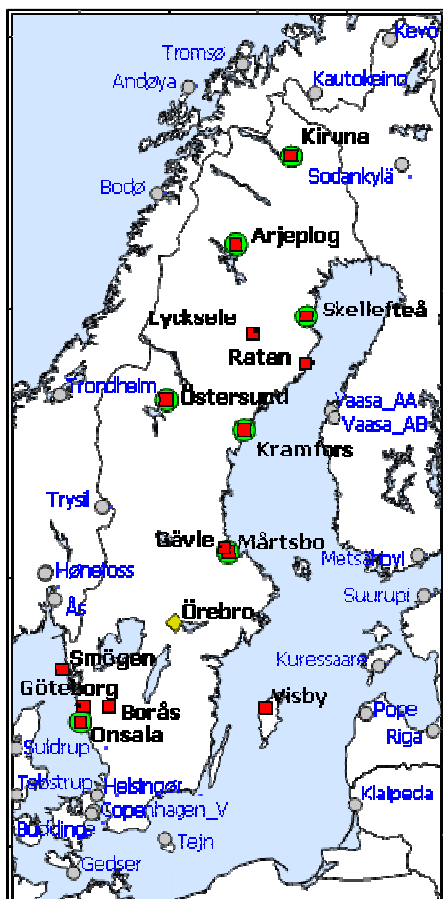 Kevo
Tromsø
Andøya
Kautokeino
Kiruna
Sodankylä
Bodø
Arjeplog
Skellefteå
Lycksele
Ratan
Trondheim
Östersund
Vaasa_AA
Vaasa_AB
Kramfors
Trysil
Gävle
Mårtsbo
Metsahovi
Hønefoss
Ås
Suurupi
Örebro
Smögen
Kuressaare
Göteborg
Borås
Visby
Pope
Onsala
Riga
Suldrup
Tebstrup
Helsingør
Klaipeda
Copenhagen_V
Buddinge
Tejn
Gedser